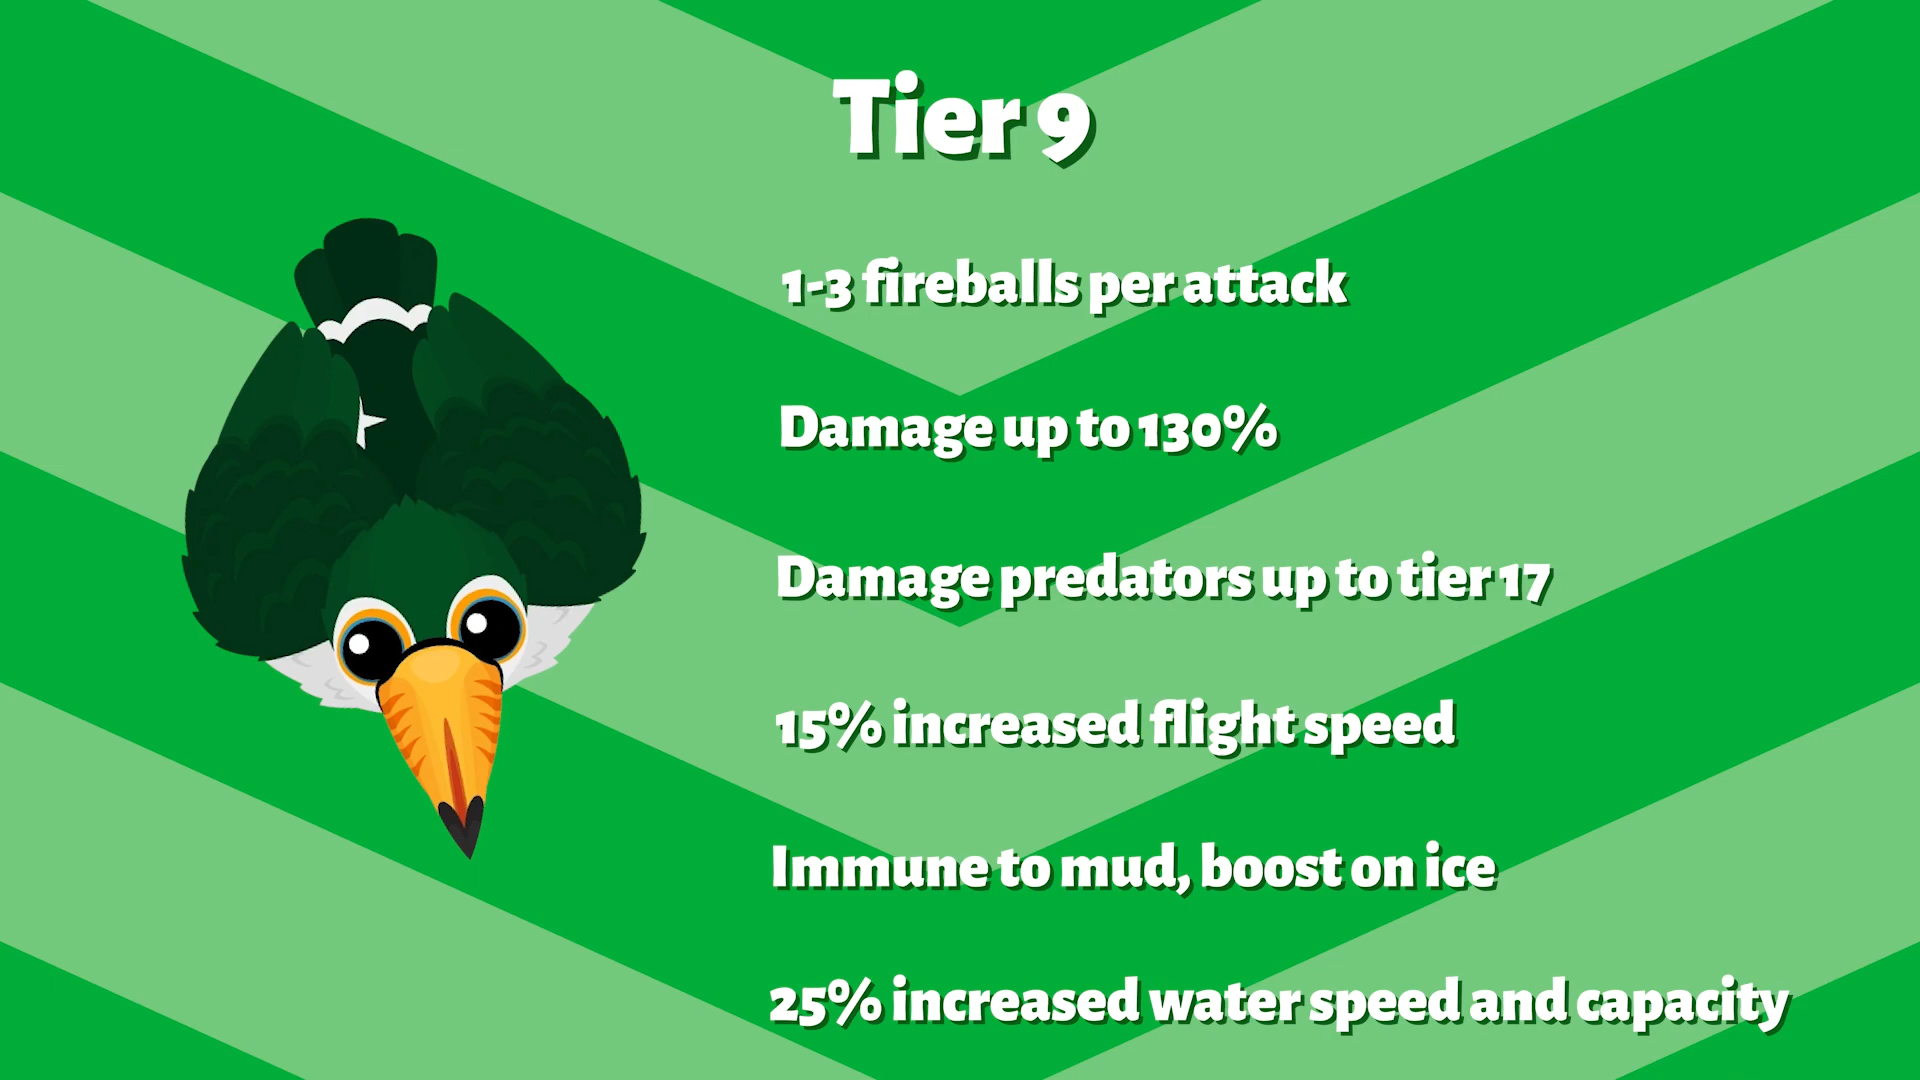 Tier 9
1-3 fireballs per attack
Damage up to 130%
Damage predators up to tier 17
15% increased flight speed
Immune to mud, boost on ice
25% increased water speed and capacity